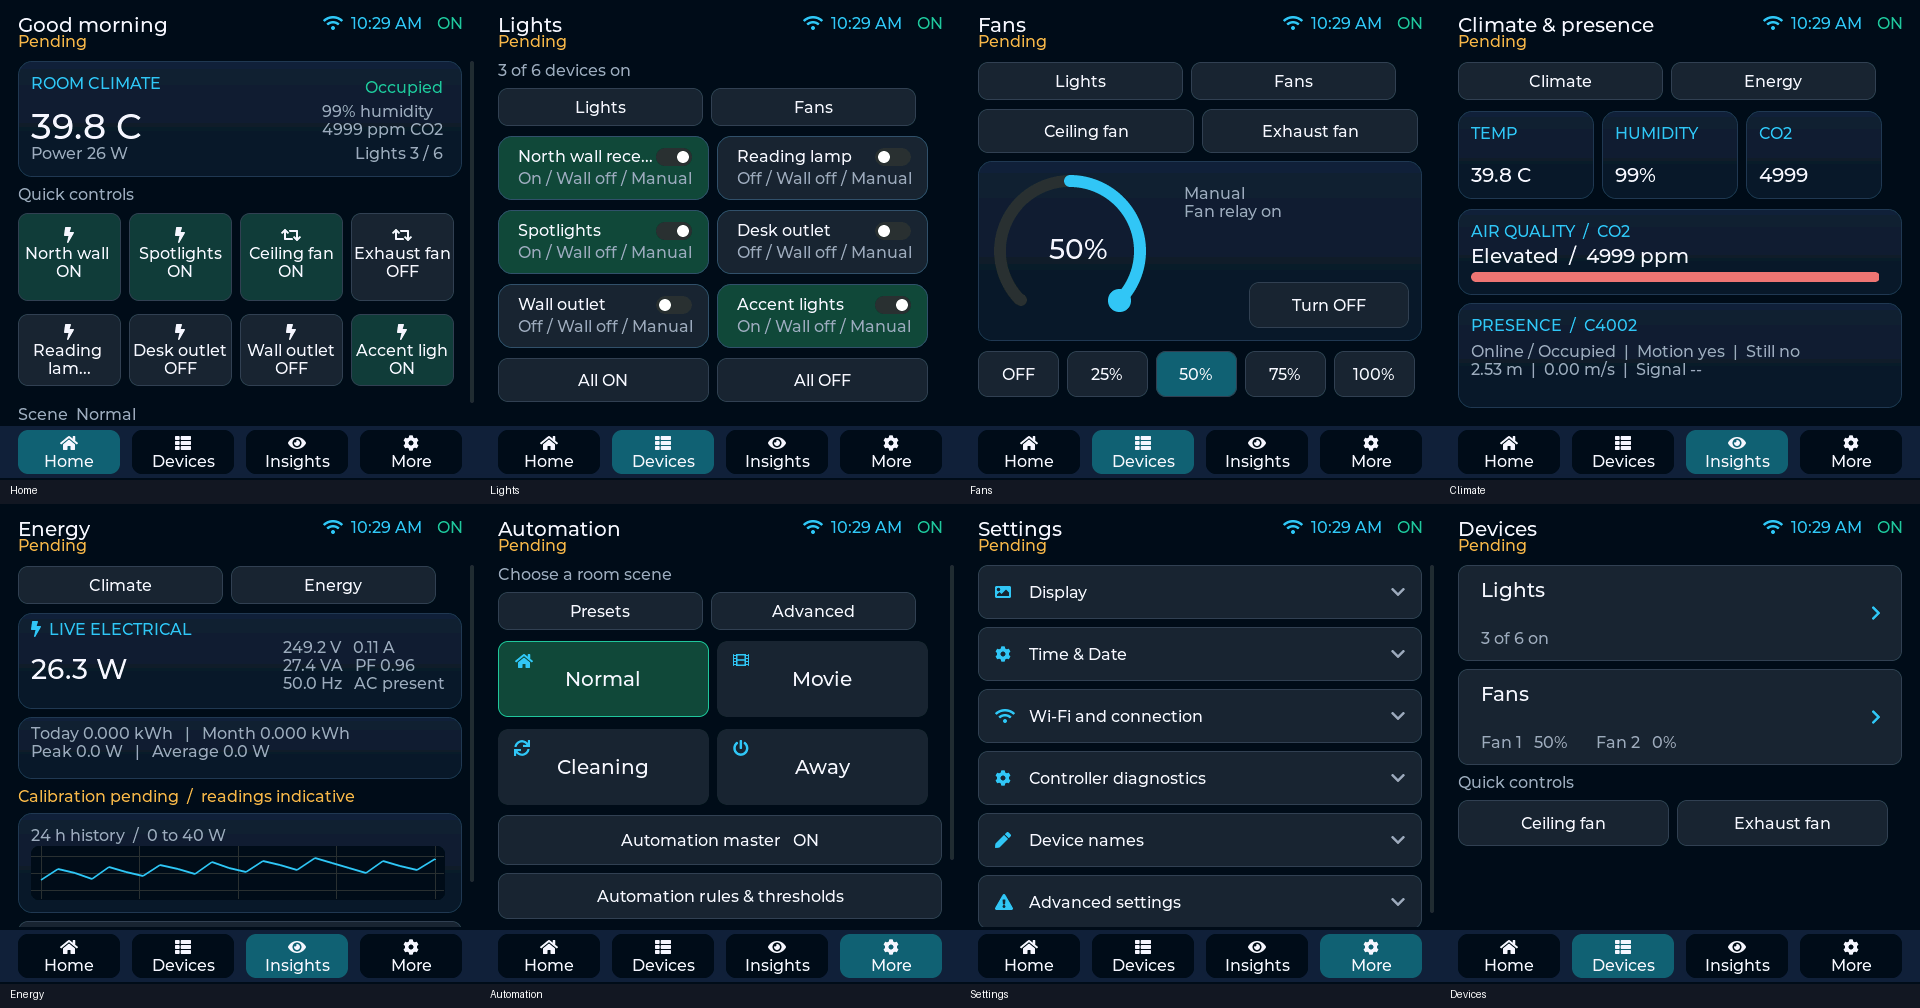 Good morning
10:29 AM ON
Pending
ROOM CLIMATE
Occupied
39.8 C
99% humidity
4999 ppm CO2
Power 26 W
Lights 3 / 6
Quick controls
North wall
ON
Spotlights
ON
Ceiling fan
ON
Exhaust fan
OFF
Reading
lam...
Desk outlet
OFF
Wall outlet
OFF
Accent ligh
ON
Scene Normal
Home
Devices
Insights
More
Home
Lights
10:29 AM ON
Pending
3 of 6 devices on
Lights
Fans
North wall rece...
On / Wall off / Manual
Reading lamp
Off / Wall off / Manual
Spotlights
On / Wall off / Manual
Desk outlet
Off / Wall off / Manual
Wall outlet
Off / Wall off / Manual
Accent lights
On / Wall off / Manual
All ON
All OFF
Home
Devices
Insights
More
Lights
Fans
10:29 AM ON
Pending
Lights
Fans
Ceiling fan
Exhaust fan
50%
Manual
Fan relay on
Turn OFF
OFF
25%
50%
75%
100%
Home
Devices
Insights
More
Fans
Climate & presence
10:29 AM ON
Pending
Climate
Energy
TEMP
39.8 C
HUMIDITY
99%
CO2
4999
AIR QUALITY / CO2
Elevated / 4999 ppm
PRESENCE / C4002
Online / Occupied | Motion yes | Still no
2.53 m | 0.00 m/s | Signal --
Home
Devices
Insights
More
Climate
Energy
10:29 AM ON
Pending
Climate
Energy
LIVE ELECTRICAL
26.3 W
249.2 V 0.11 A
27.4 VA PF 0.96
50.0 Hz AC present
Today 0.000 kWh | Month 0.000 kWh
Peak 0.0 W | Average 0.0 W
Calibration pending / readings indicative
24 h history / 0 to 40 W
Home
Devices
Insights
More
Energy
Automation
10:29 AM ON
Pending
Choose a room scene
Presets
Advanced
Normal
Movie
Cleaning
Away
Automation master ON
Automation rules & thresholds
Home
Devices
Insights
More
Automation
Settings
10:29 AM ON
Pending
Display
Time & Date
Wi-Fi and connection
Controller diagnostics
Device names
Advanced settings
Home
Devices
Insights
More
Settings
Devices
10:29 AM ON
Pending
Lights
3 of 6 on
Fans
Fan 1 50% Fan 2 0%
Quick controls
Ceiling fan
Exhaust fan
Home
Devices
Insights
More
Devices